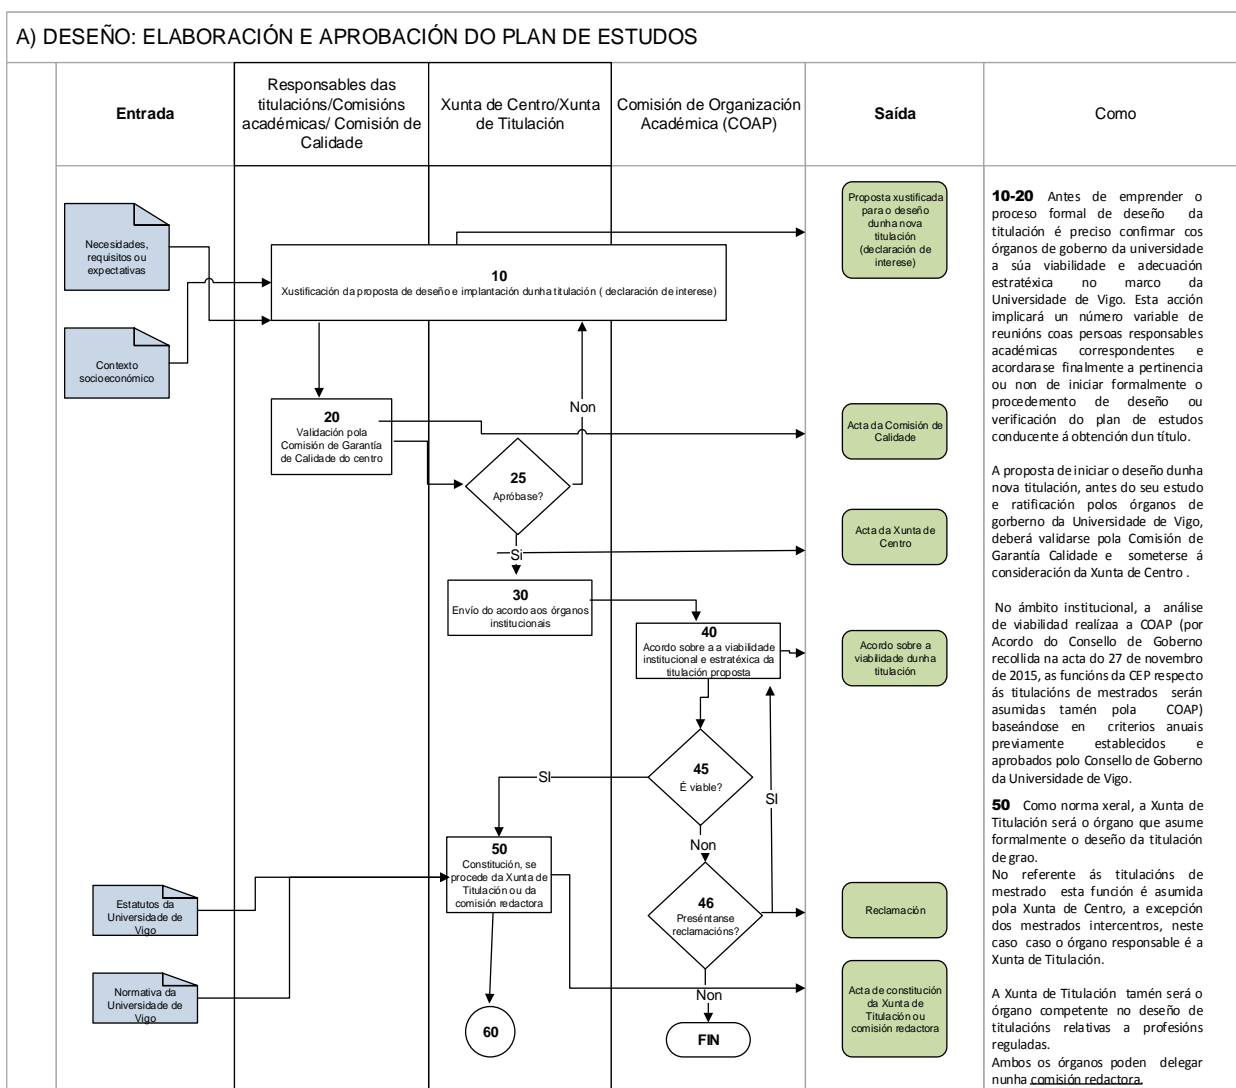 A) DESEÑO: ELABORACIÓN E APROBACIÓN DO PLAN DE ESTUDOS
Entrada
Responsables das
titulacións/Comisións
académicas/ Comisión de
Calidade
Xunta de Centro/Xunta
de Titulación
Comisión de Organización
Académica (COAP)
Saída
Como
Necesidades,
requisitos ou
expectativas
Contexto
socioeconómico
10
Xustificación da proposta de deseño e implantación dunha titulación ( declaración de interese)
Proposta xustificada
para o deseño
dunha nova
titulación
(declaración de
interese)
20
Validación pola
Comisión de Garantía
de Calidade do centro
Non
Acta da Comisión de
Calidade
25
Apróbase?
Si
Acta da Xunta de
Centro
30
Envío do acordo aos órganos
institucionais
40
Acordo sobre a a viabilidade
institucional e estratéxica da
titulación proposta
Acordo sobre a
viabilidade dunha
titulación
45
É viable?
SI
SI
Non
50
Constitución, se
procede da Xunta de
Titulación ou da
comisión redactora
46
Preséntanse
reclamacións?
Reclamación
Estatutos da
Universidade de
Vigo
Normativa da
Universidade de
Vigo
Non
Acta de constitución
da Xunta de
Titulación ou
comisión redactora
60
FIN
10-20 Antes de emprender o
proceso formal de deseño da
titulación é preciso confirmar cos
órganos de goberno da universidade
a súa viabilidade e adecuación
estratéxica no marco da
Universidade de Vigo. Esta acción
implicará un número variable de
reunións coas persoas responsables
académicas correspondentes e
acordarase finalmente a pertinencia
ou non de iniciar formalmente o
procedemento de deseño ou
verificación do plan de estudos
conducente á obtención dun título.
A proposta de iniciar o deseño dunha
nova titulación, antes do seu estudo
e ratificación polos órganos de
gorberno da Universidade de Vigo,
deberá validarse pola Comisión de
Garantía Calidade e someterse á
consideración da Xunta de Centro .
No ámbito institucional, a análise
de viabilidad realízaa a COAP (por
Acordo do Consello de Goberno
recollida na acta do 27 de novembro
de 2015, as funcións da CEP respecto
ás titulacións de mestrados serán
asumidas tamén pola COAP)
baseándose en criterios anuais
previamente establecidos e
aprobados polo Consello de Goberno
da Universidade de Vigo.
50 Como norma xeral, a Xunta de
Titulación será o órgano que asume
formalmente o deseño da titulación
de grao.
No referente ás titulacións de
mestrado esta función é asumida
pola Xunta de Centro, a excepción
dos mestrados intercentros, neste
caso caso o órgano responsable é a
Xunta de Titulación.
A Xunta de Titulación tamén será o
órgano competente no deseño de
titulacións relativas a profesións
reguladas.
Ambos os órganos poden delegar
nunha comisión redactora.